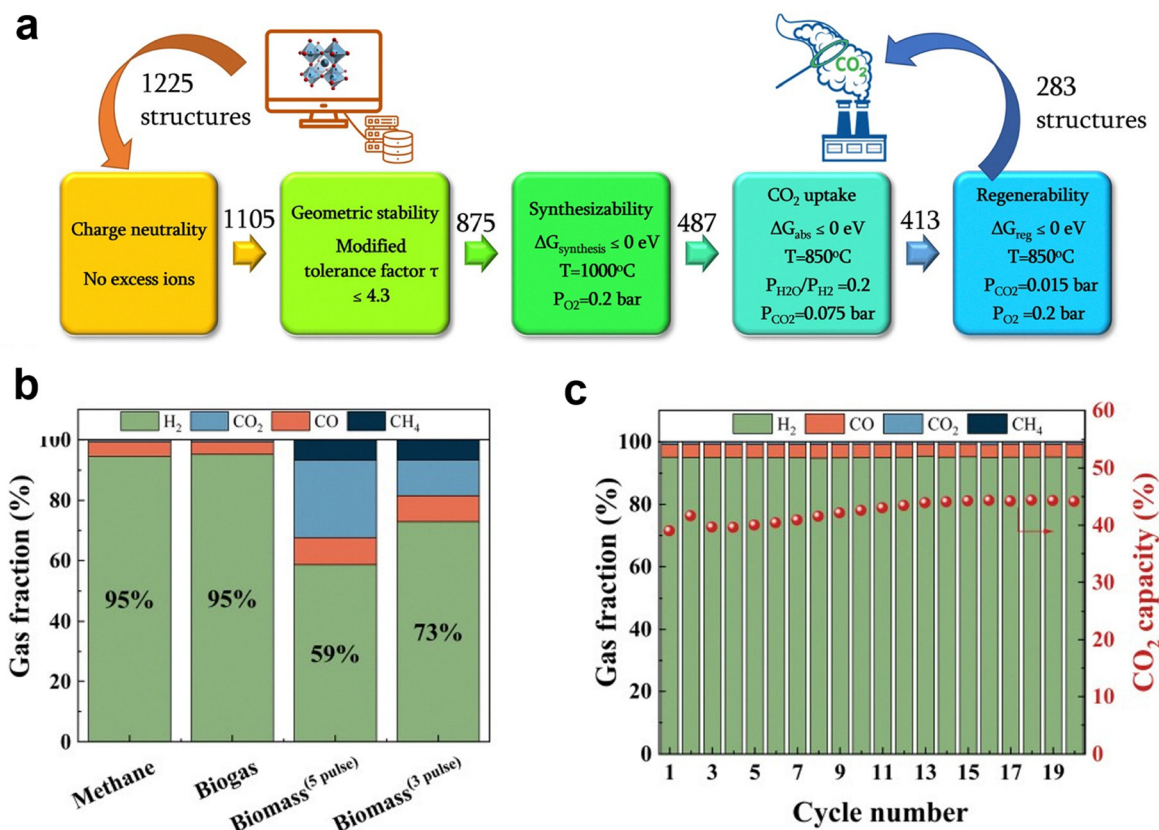 a
1225
structures
CO2
283
structures
Charge neutrality
No excess ions
1105
Geometric stability
Modified
tolerance factor τ
≤ 4.3
875
Synthesizability
ΔGsynthesis ≤ 0 eV
T=1000ºC
PO2=0.2 bar
487
CO2 uptake
ΔGabs ≤ 0 eV
T=850ºC
PH2O/PH2 =0.2
PCO2=0.075 bar
413
Regenerability
ΔGreg ≤ 0 eV
T=850ºC
PCO2=0.015 bar
PO2 =0.2 bar
b
H2 CO2 CO CH4
Gas fraction (%)
100
80
60
40
20
0
95%
95%
59%
73%
Methane
Biogas
Biomass(5 pulse)
Biomass(3 pulse)
c
H2 CO CO2 CH4
Gas fraction (%)
100
80
60
40
20
0
60
50
40
30
20
10
0
CO2 capacity (%)
1 3 5 7 9 11 13 15 17 19
Cycle number